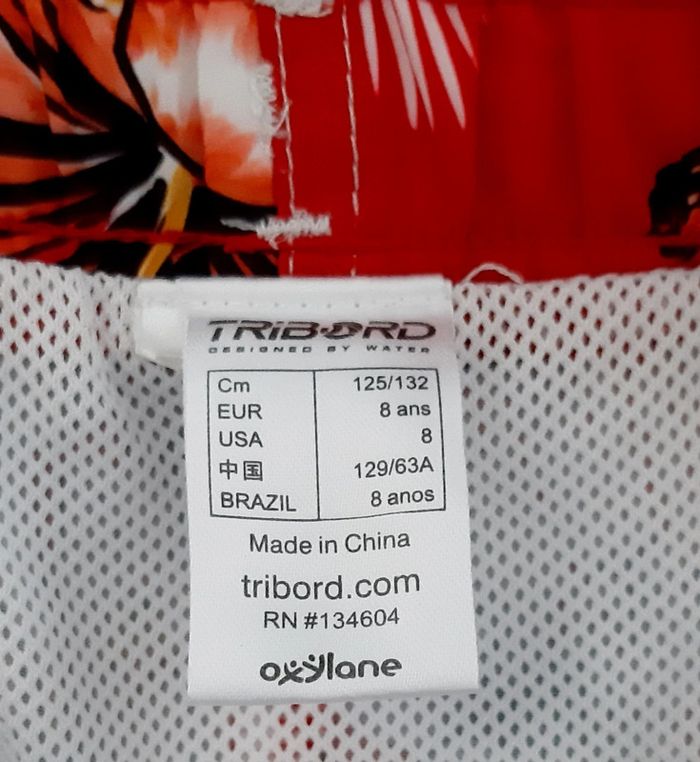 TRIBORD
DESIGNED BY WATER
Cm 125/132
EUR 8 ans
USA 8
中国 129/63A
BRAZIL 8 anos
Made in China
tribord.com
RN #134604
oxylane